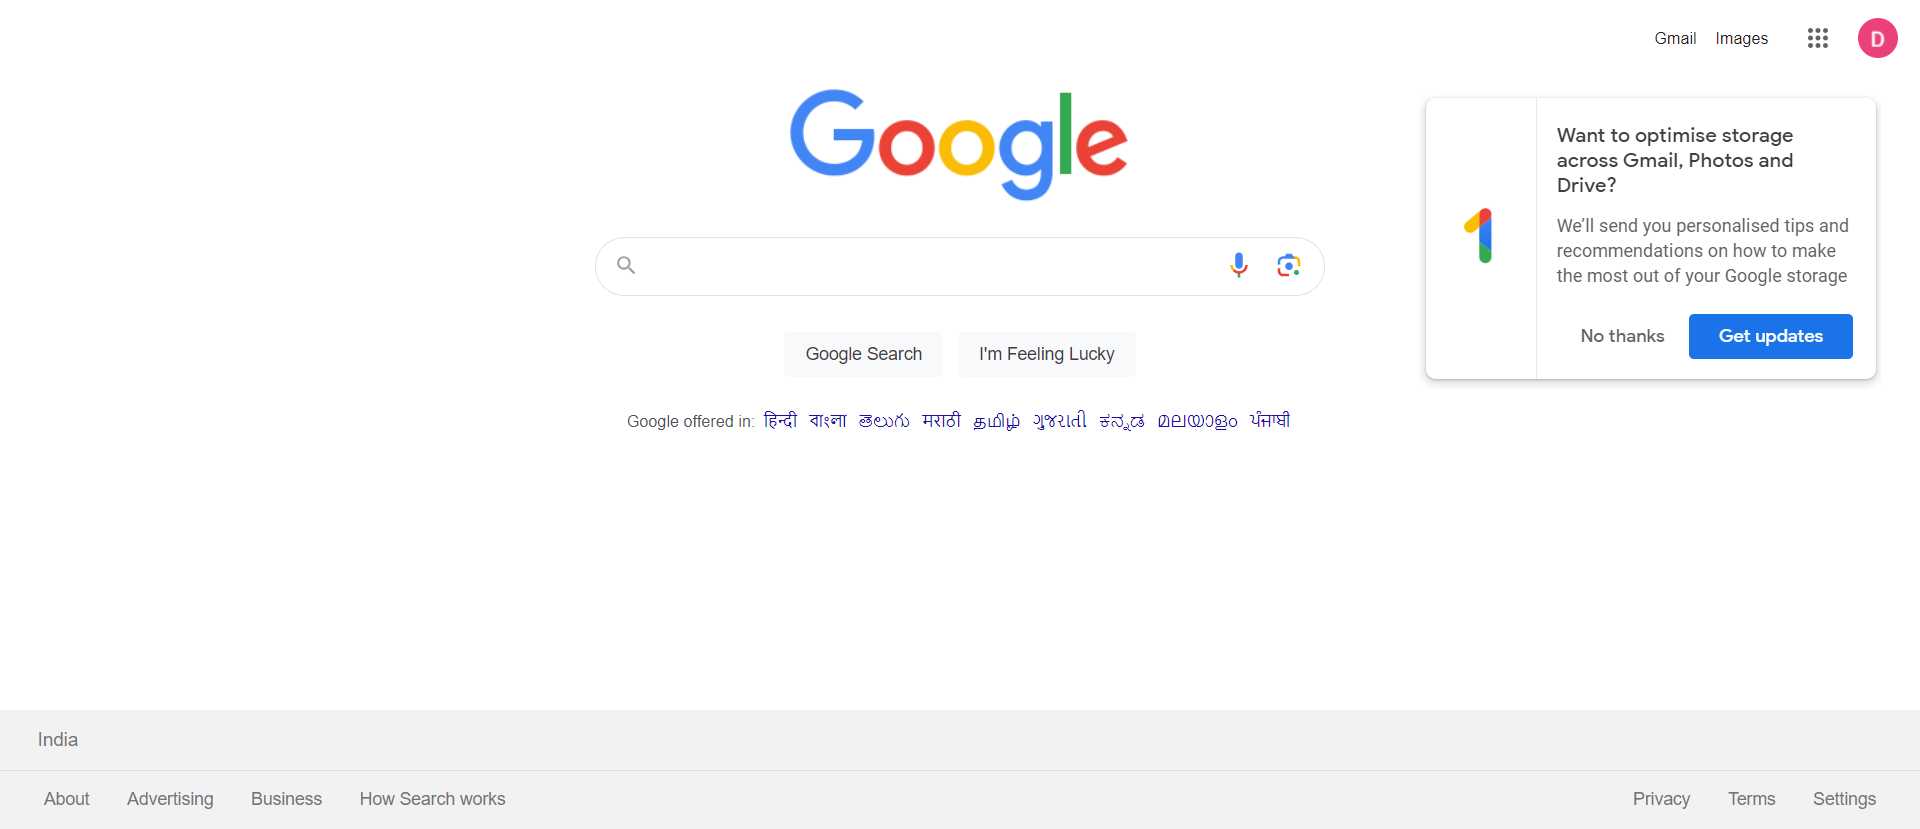 Gmail Images
D
Google
Want to optimise storage
across Gmail, Photos and
Drive?
We'll send you personalised tips and
recommendations on how to make
the most out of your Google storage
No thanks Get updates
Google Search I'm Feeling Lucky
Google offered in: हिन्दी বাংলা తెలుగు मराठी தமிழ் ગુજરાતી ಕನ್ನಡ മലയാളം ਪੰਜਾਬੀ
India
About Advertising Business How Search works Privacy Terms Settings